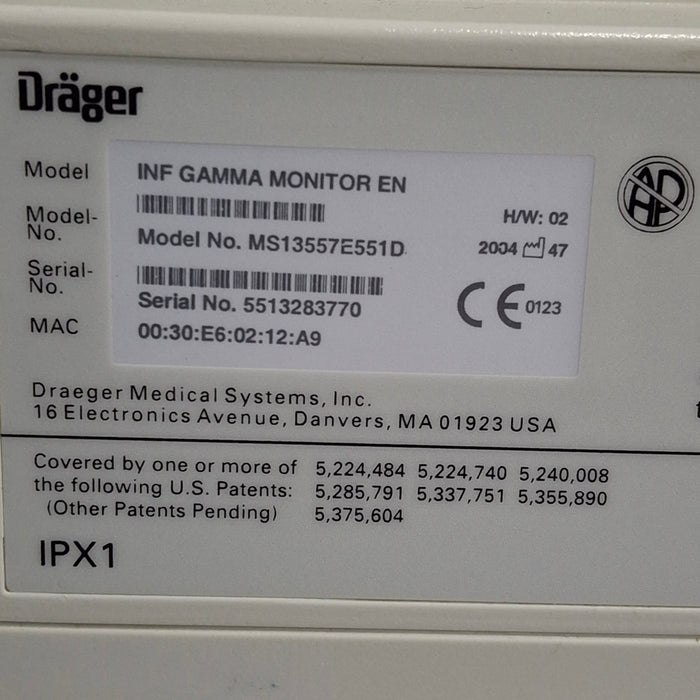 Dräger
Model
INF GAMMA MONITOR EN
Model-
No.
Model No. MS13557E551D
H/W: 02
2004 47
Serial-
No.
Serial No. 5513283770
CE 0123
MAC
00:30:E6:02:12:A9
AD
HP
Draeger Medical Systems, Inc.
16 Electronics Avenue, Danvers, MA 01923 USA
Covered by one or more of 5,224,484 5,224,740 5,240,008
the following U.S. Patents: 5,285,791 5,337,751 5,355,890
(Other Patents Pending) 5,375,604
IPX1